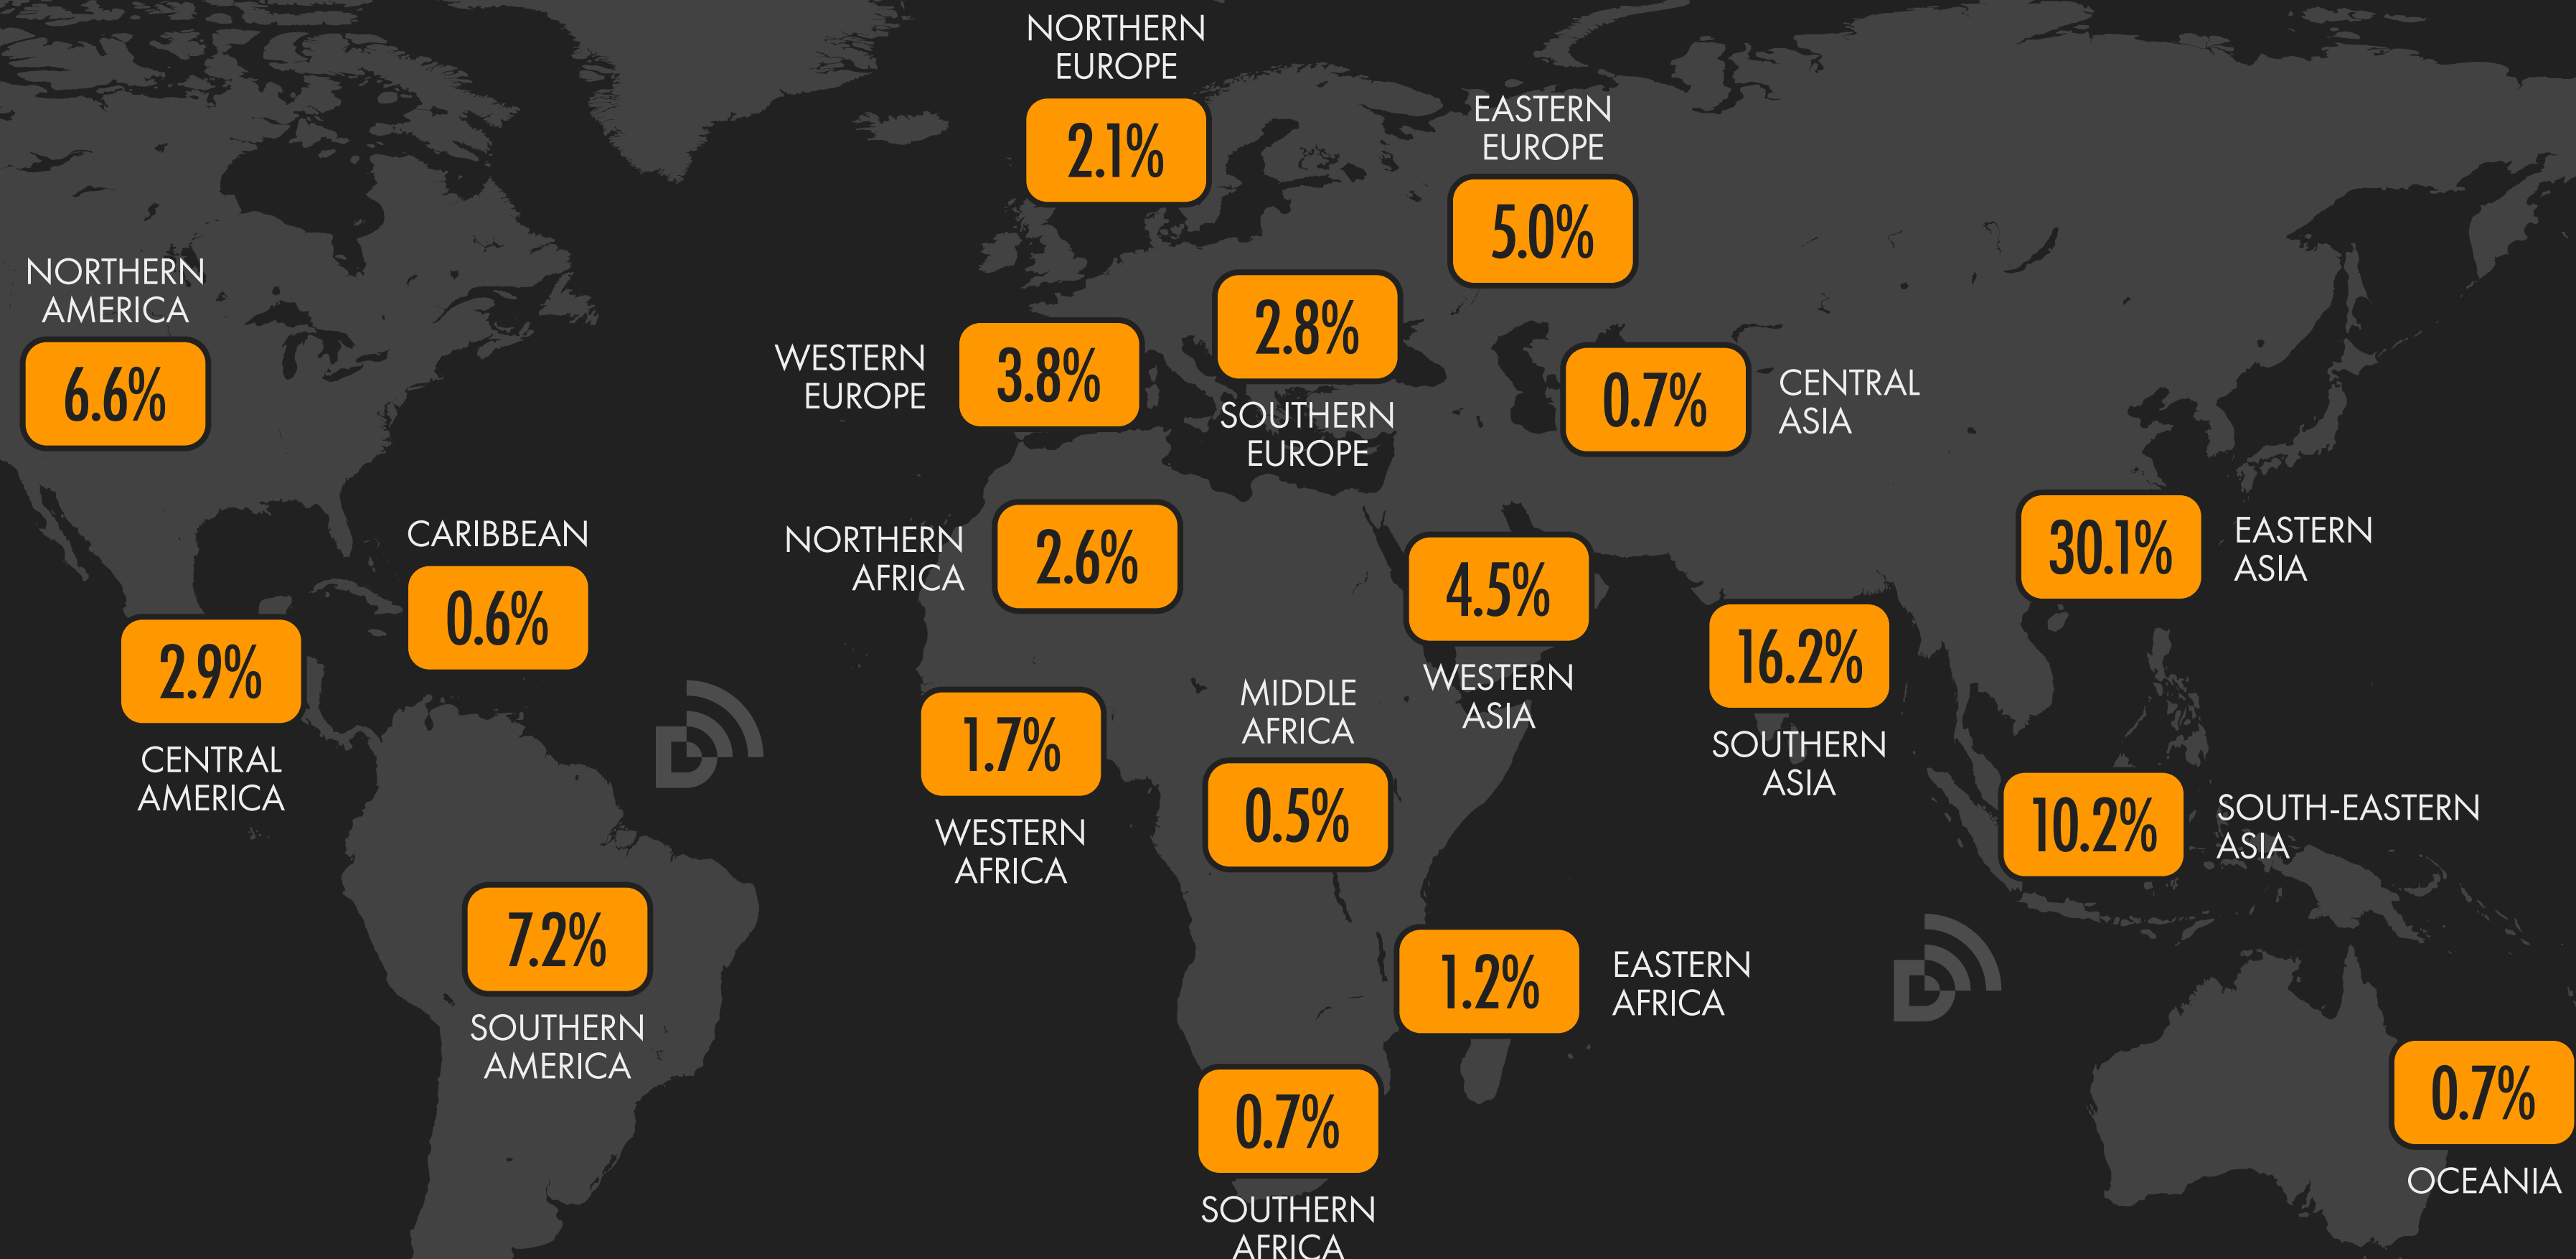 NORTHERN
EUROPE
2.1%
EASTERN
EUROPE
5.0%
NORTHERN
AMERICA
6.6%
WESTERN
EUROPE
3.8%
2.8%
SOUTHERN
EUROPE
0.7%
CENTRAL
ASIA
CARIBBEAN
0.6%
NORTHERN
AFRICA
2.6%
4.5%
WESTERN
ASIA
30.1%
EASTERN
ASIA
2.9%
CENTRAL
AMERICA
16.2%
SOUTHERN
ASIA
1.7%
WESTERN
AFRICA
MIDDLE
AFRICA
0.5%
10.2%
SOUTH-EASTERN
ASIA
7.2%
SOUTHERN
AMERICA
1.2%
EASTERN
AFRICA
0.7%
SOUTHERN
AFRICA
0.7%
OCEANIA